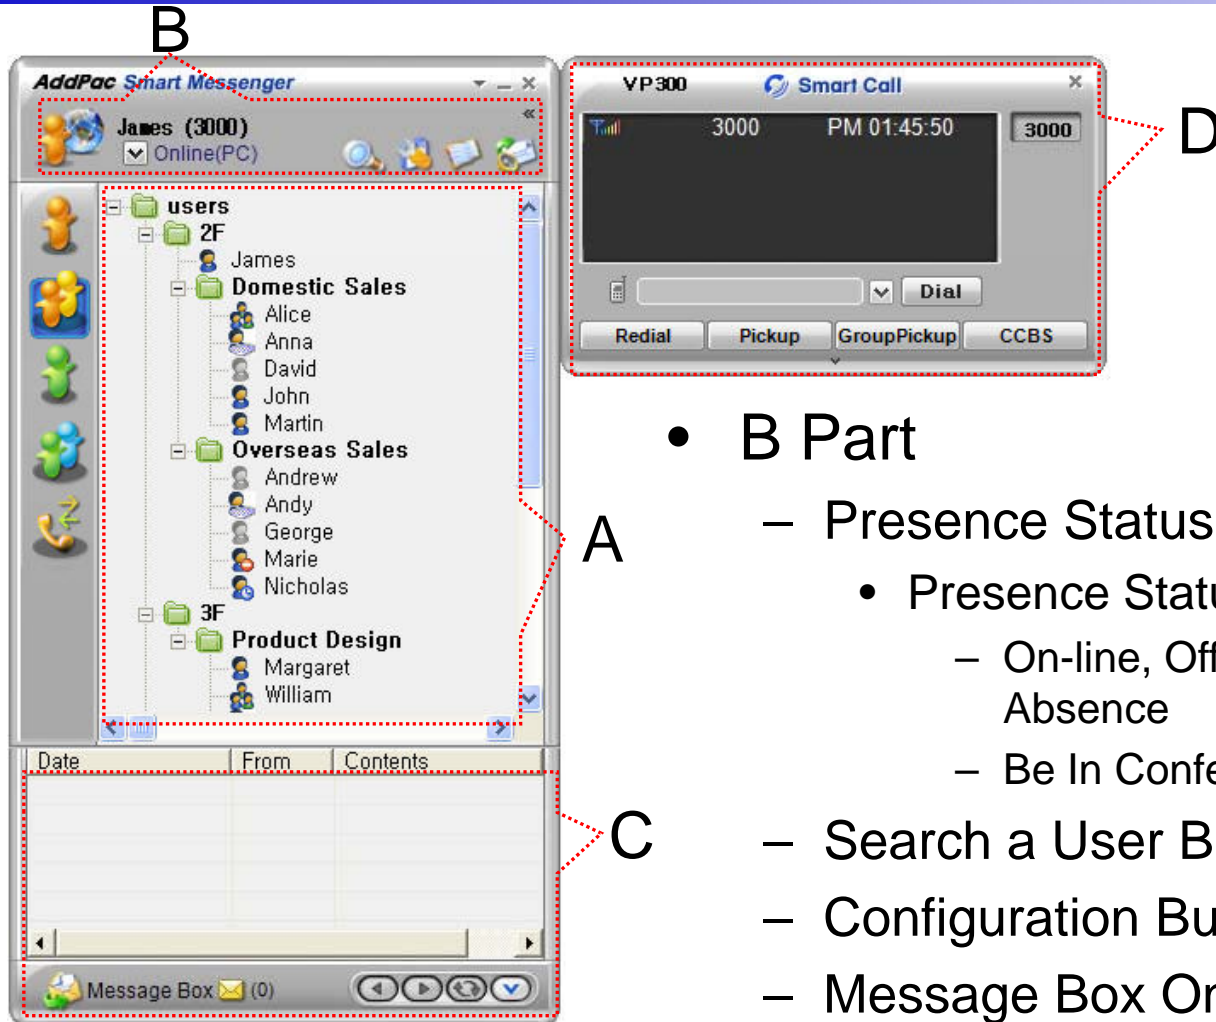 B
AddPac Smart Messenger
James (3000)
Online(PC)
users
2F
James
Domestic Sales
Alice
Anna
David
John
Martin
Overseas Sales
Andrew
Andy
George
Marie
Nicholas
3F
Product Design
Margaret
William
A
Date From Contents
C
Message Box (0)
VP300 Smart Call
3000 PM 01:45:50 3000
Dial
Redial Pickup GroupPickup CCBS
D
• B Part
– Presence Status
• Presence Statu
– On-line, Off
Absence
– Be In Confe
– Search a User B
– Configuration Bu
– Message Box On